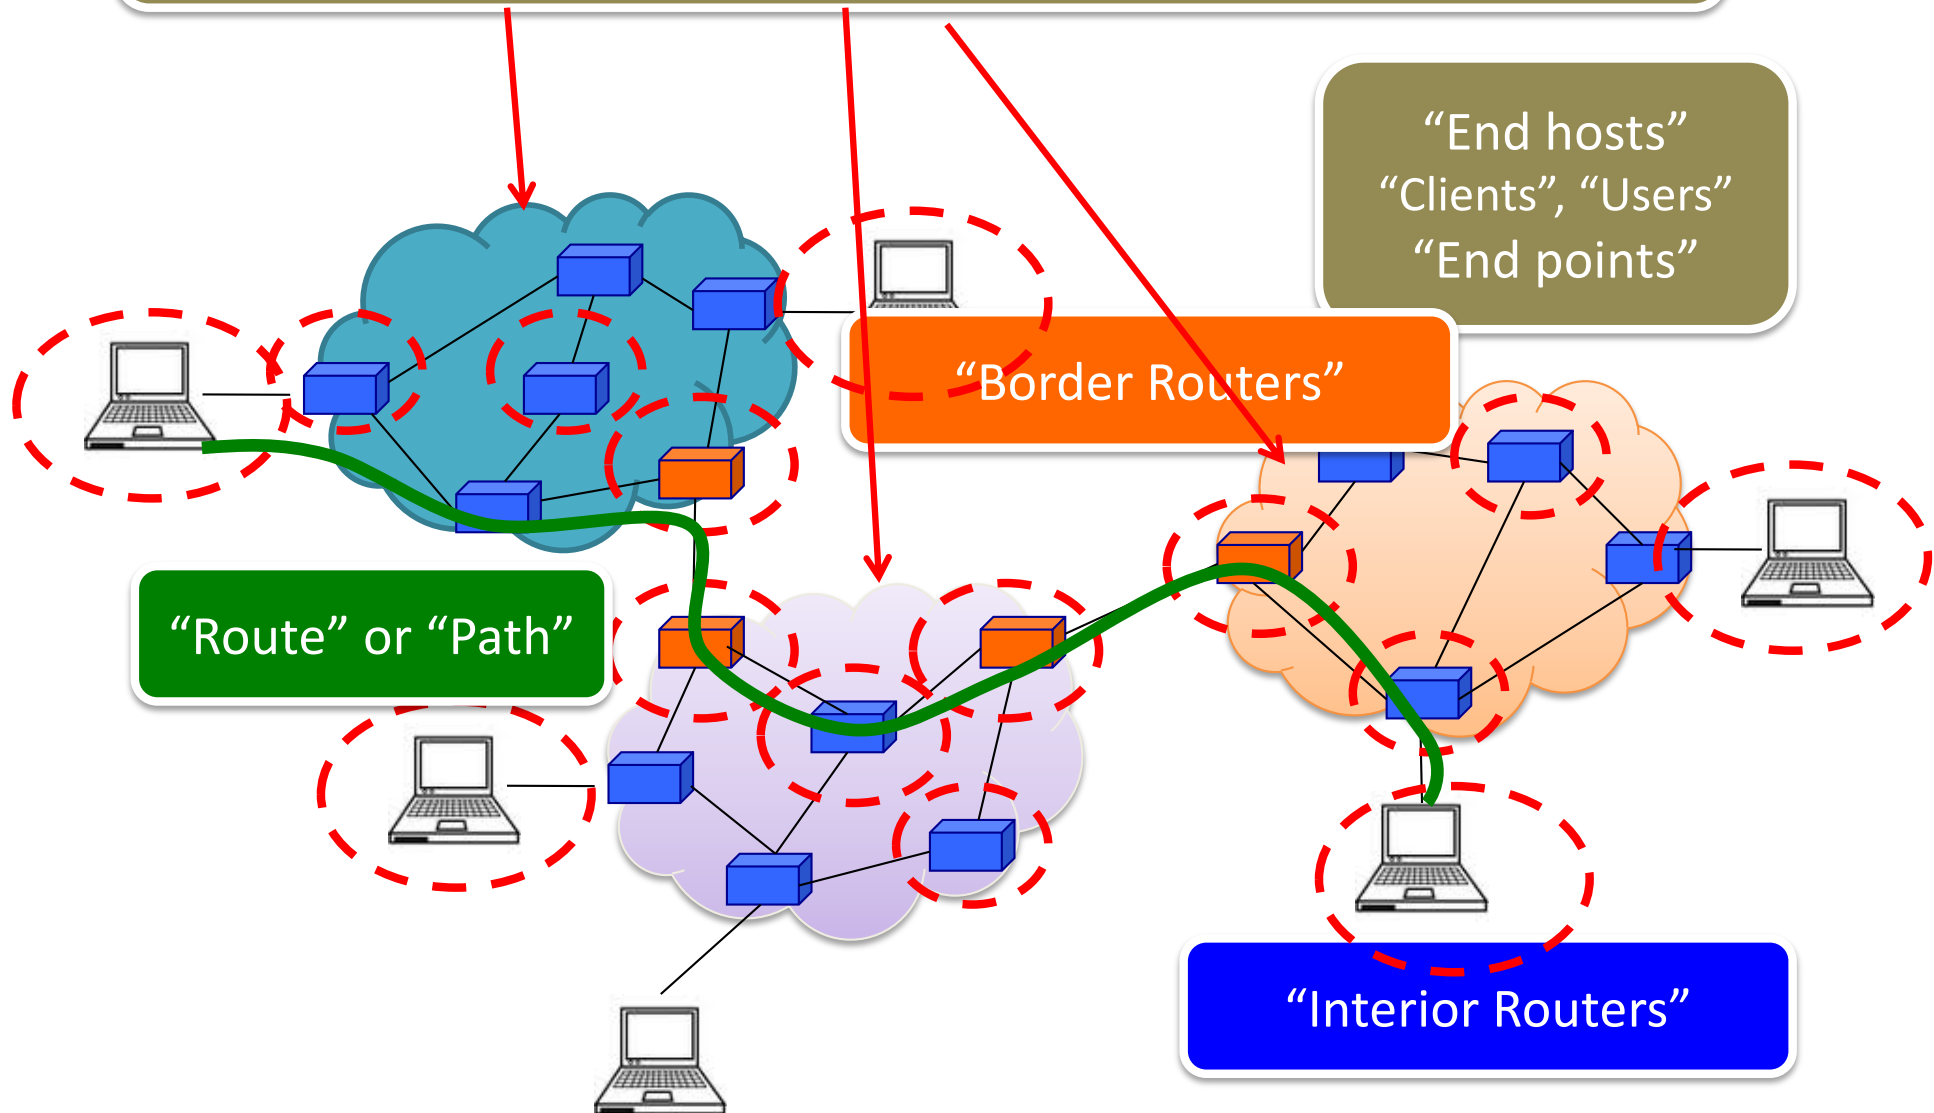 “End hosts”
“Clients”, “Users”
“End points”
“Border Routers”
“Route” or “Path”
“Interior Routers”